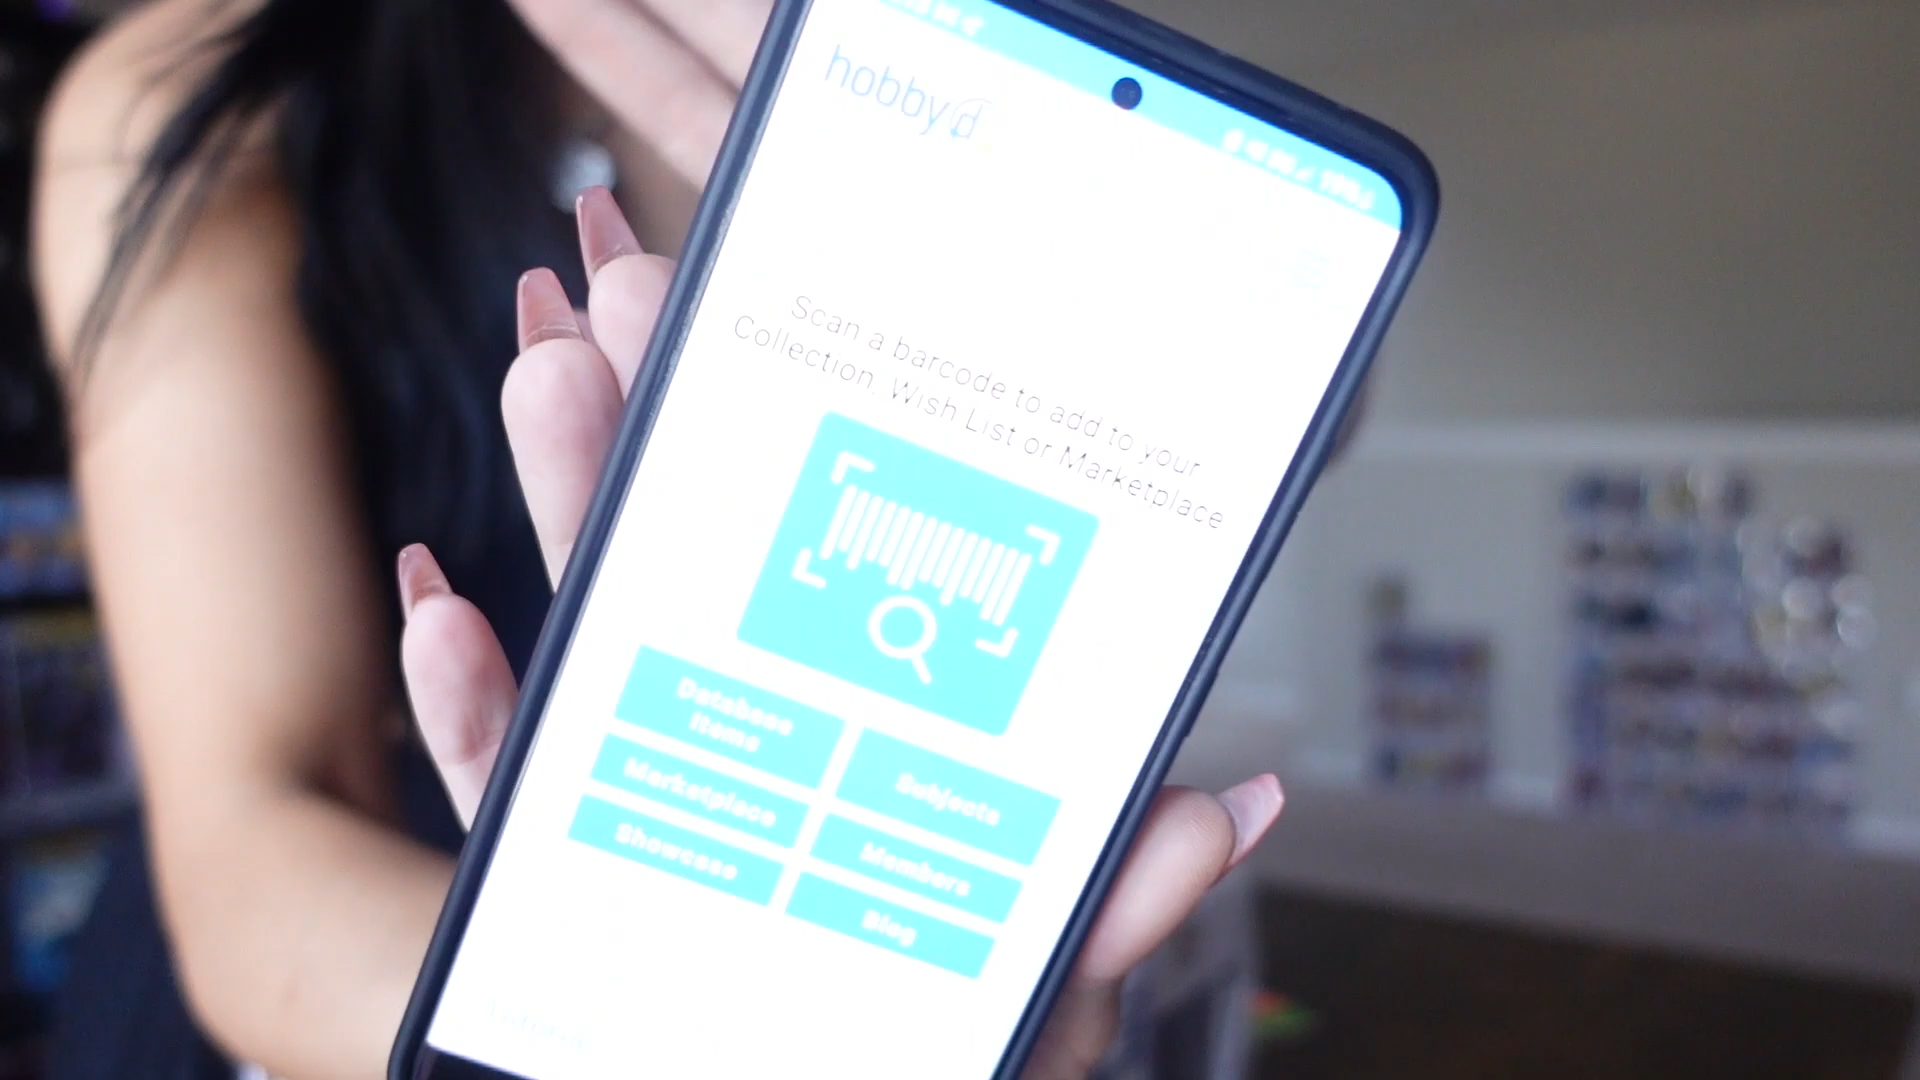 hobby
Scan a barcode to add to your
Collection, Wish List or Marketplace
Database
Items
Subjects
Marketplace
Members
Showcase
Blog